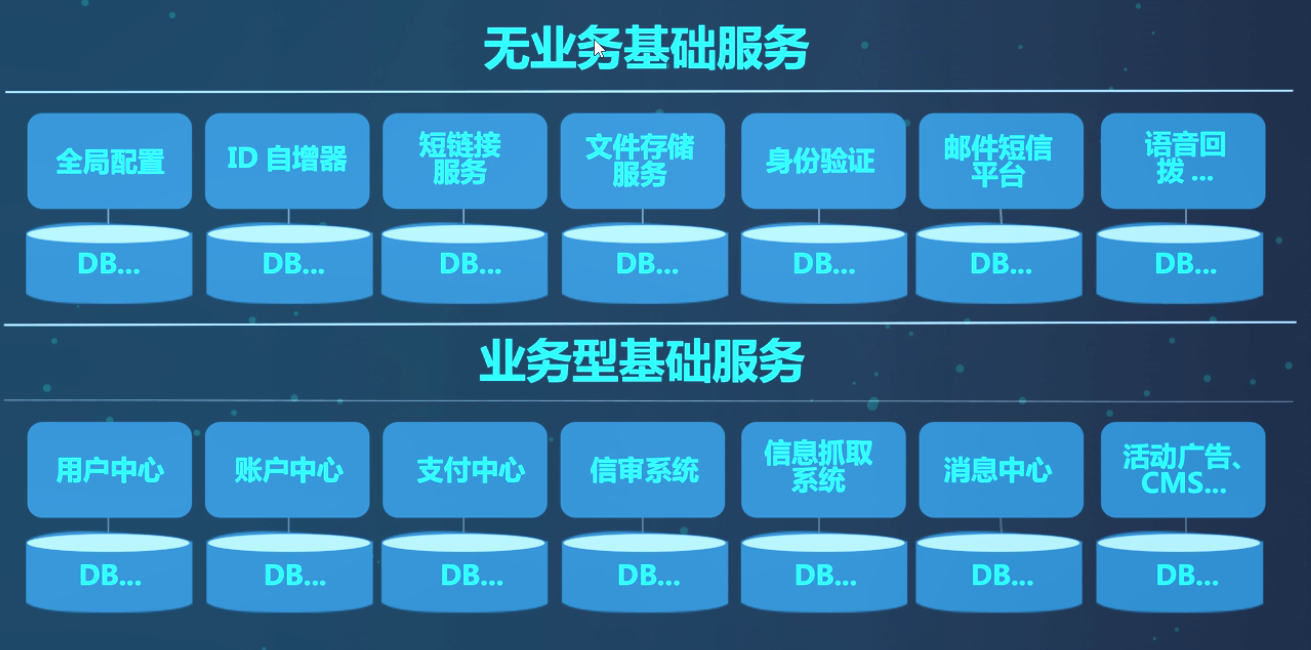 无业务基础服务
全局配置
ID 自增器
短链接
服务
文件存储
服务
身份验证
邮件短信
平台
语音回
拨 ...
DB...
DB...
DB...
DB...
DB...
DB...
DB...
业务型基础服务
用户中心
账户中心
支付中心
信审系统
信息抓取
系统
消息中心
活动广告、
CMS...
DB...
DB...
DB...
DB...
DB...
DB...
DB...